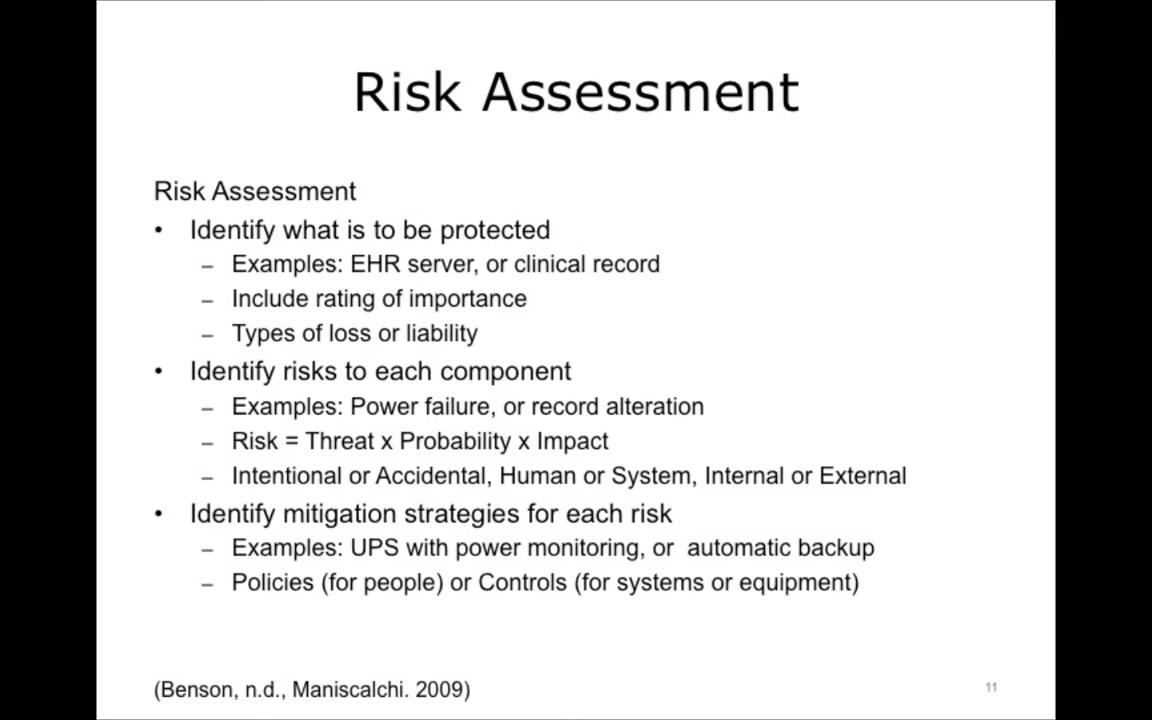 Risk Assessment
Risk Assessment
• Identify what is to be protected
– Examples: EHR server, or clinical record
– Include rating of importance
– Types of loss or liability
• Identify risks to each component
– Examples: Power failure, or record alteration
– Risk = Threat x Probability x Impact
– Intentional or Accidental, Human or System, Internal or External
• Identify mitigation strategies for each risk
– Examples: UPS with power monitoring, or  automatic backup
– Policies (for people) or Controls (for systems or equipment)
(Benson, n.d., Maniscalchi. 2009)
11